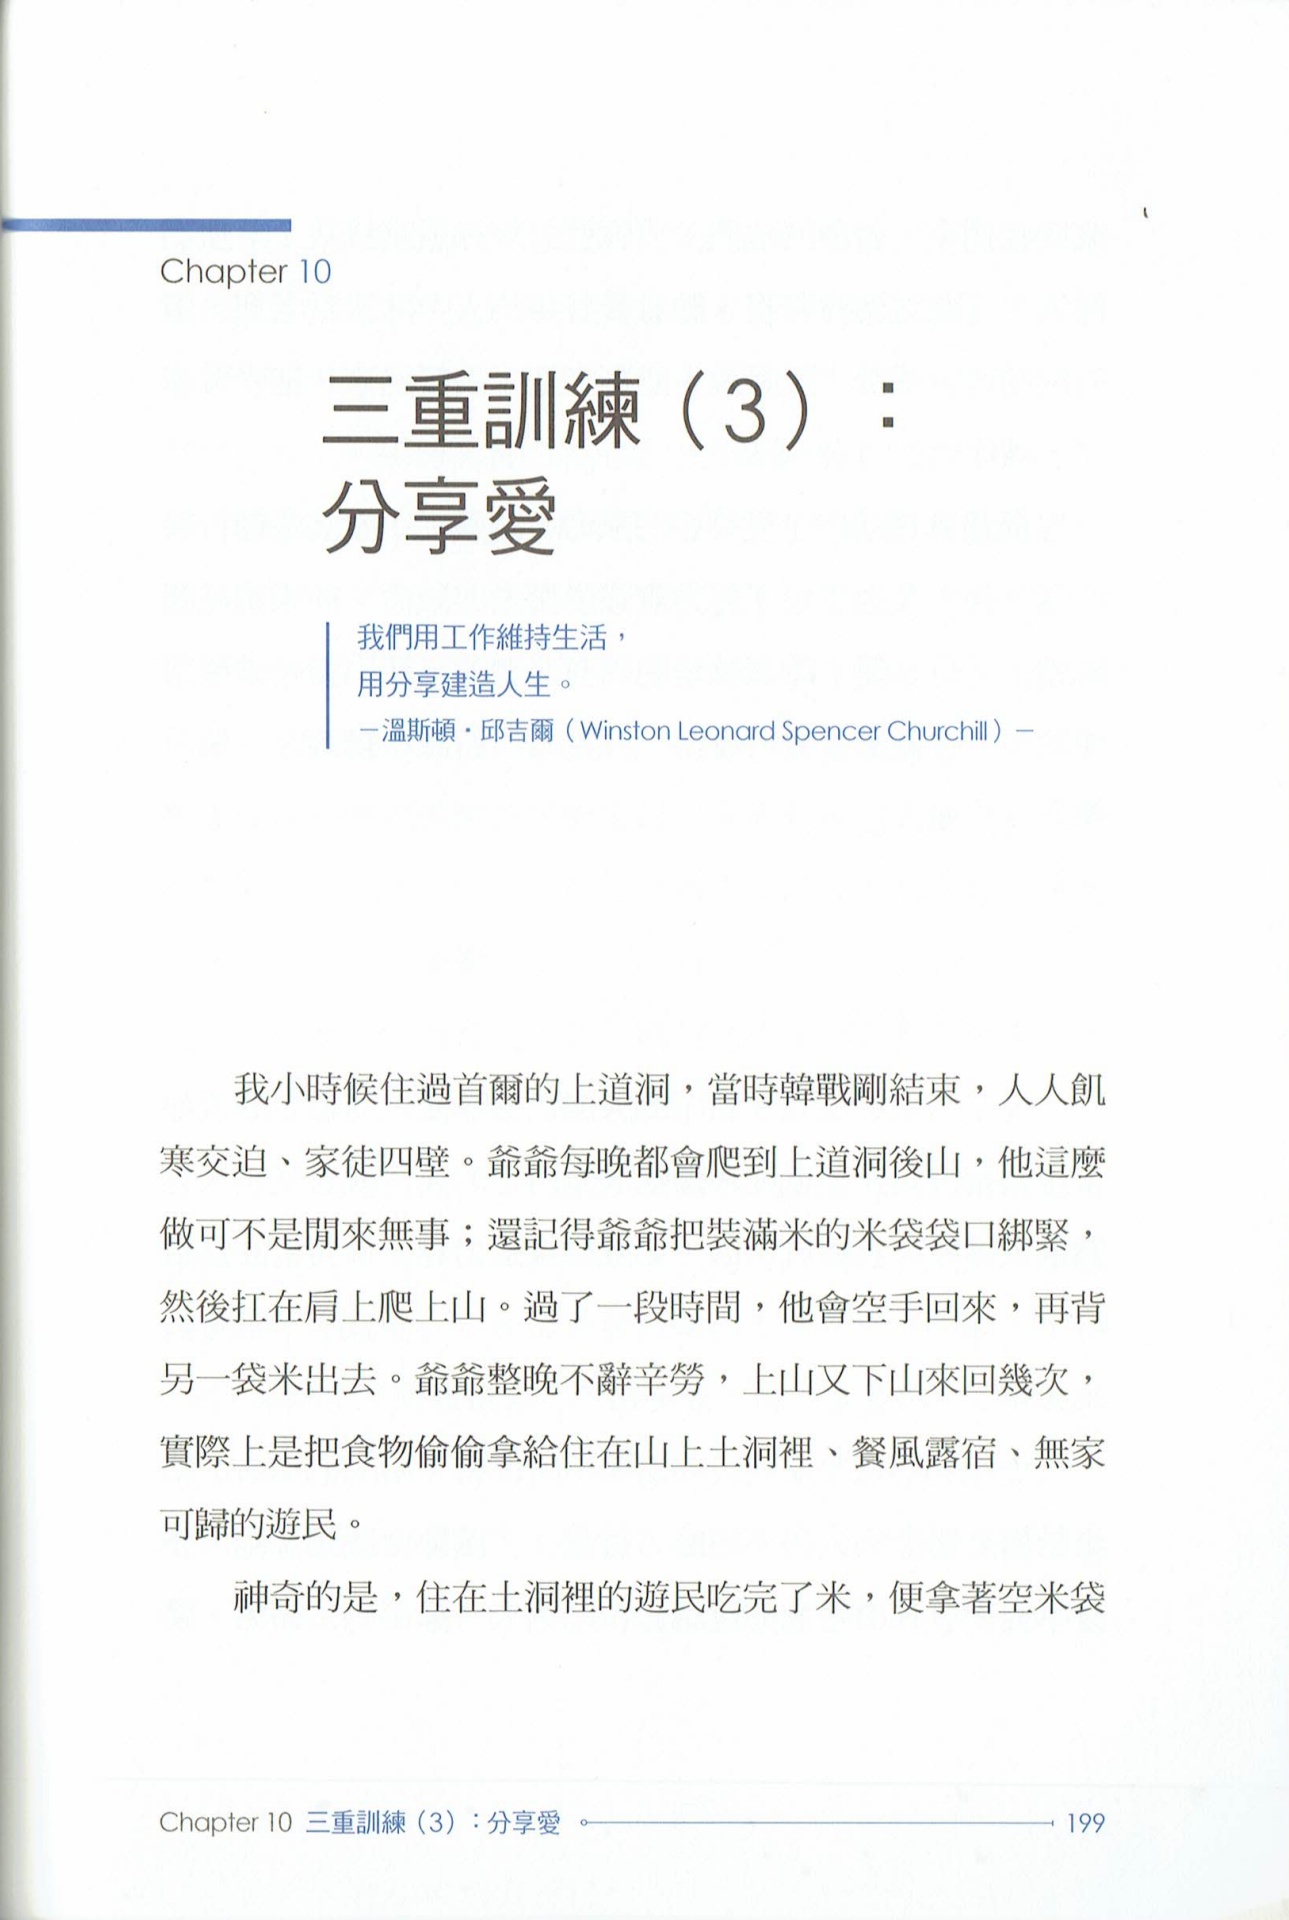 Chapter 10
三重訓練（3）：
分享愛
我們用工作維持生活，
用分享建造人生。
－溫斯頓・邱吉爾（Winston Leonard Spencer Churchill）－
我小時候住過首爾的上道洞，當時韓戰剛結束，人人飢
寒交迫、家徒四壁。爺爺每晚都會爬到上道洞後山，他這麼
做可不是閒來無事；還記得爺爺把裝滿米的米袋袋口綁緊，
然後扛在肩上爬上山。過了一段時間，他會空手回來，再背
另一袋米出去。爺爺整晚不辭辛勞，上山又下山來回幾次，
實際上是把食物偷偷拿給住在山上土洞裡、餐風露宿、無家
可歸的遊民。
神奇的是，住在土洞裡的遊民吃完了米，便拿著空米袋
Chapter 10 三重訓練（3）：分享愛 199